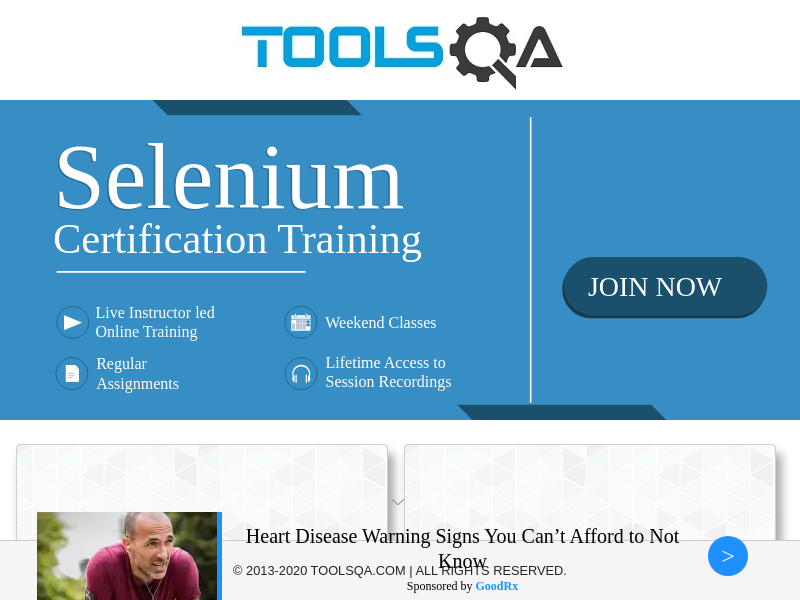 TOOLSQA
Selenium
Certification Training
Live Instructor led
Online Training
Weekend Classes
Regular
Assignments
Lifetime Access to
Session Recordings
JOIN NOW
Heart Disease Warning Signs You Can’t Afford to Not
Know
© 2013-2020 TOOLSQA.COM | ALL RIGHTS RESERVED.
Sponsored by GoodRx
>